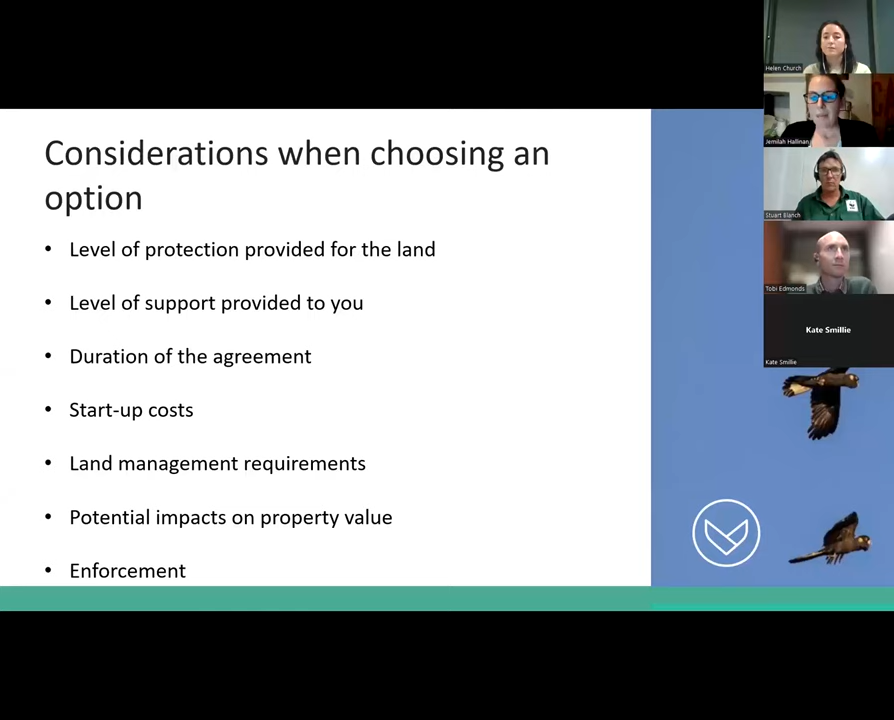 Considerations when choosing an
option
• Level of protection provided for the land
• Level of support provided to you
• Duration of the agreement
• Start-up costs
• Land management requirements
• Potential impacts on property value
• Enforcement
Helen Church
Jemilah Hallinan
Stuart Blanch
Tobi Edmonds
Kate Smillie
Kate Smillie